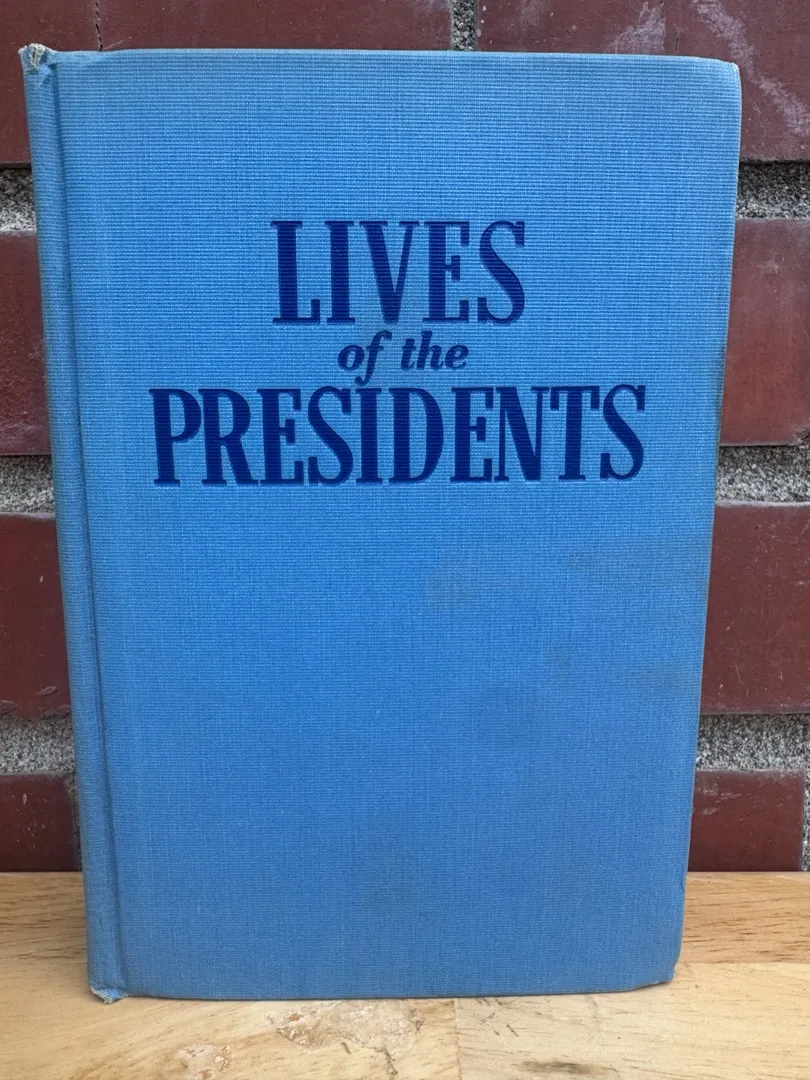 LIVES
of the
PRESIDENTS